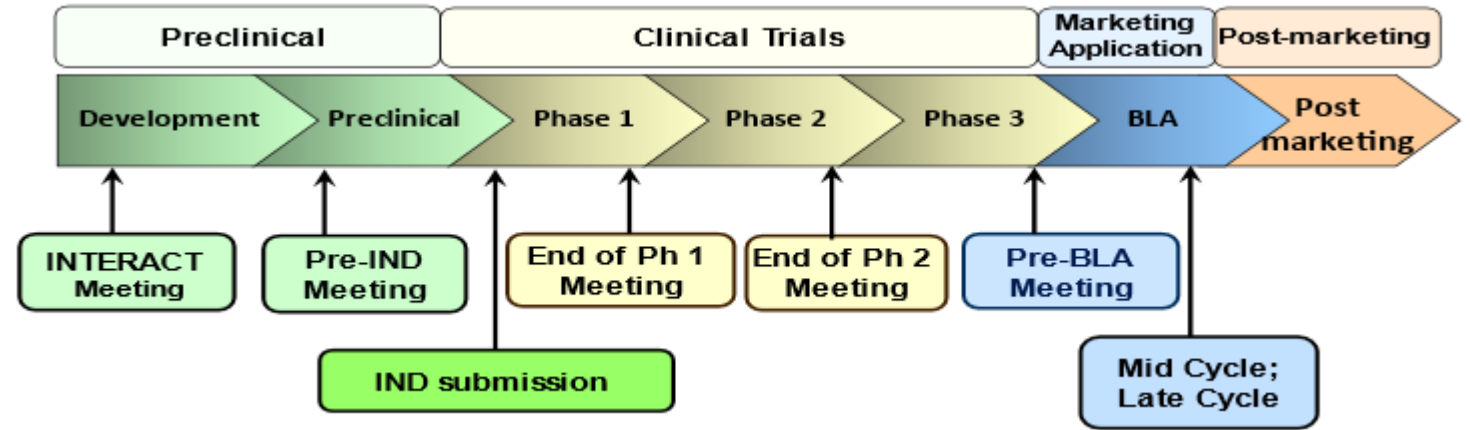 Preclinical
Clinical Trials
Marketing
Application
Post-marketing
Development
Preclinical
Phase 1
Phase 2
Phase 3
BLA
Post
marketing
INTERACT
Meeting
Pre-IND
Meeting
End of Ph 1
Meeting
End of Ph 2
Meeting
Pre-BLA
Meeting
IND submission
Mid Cycle;
Late Cycle